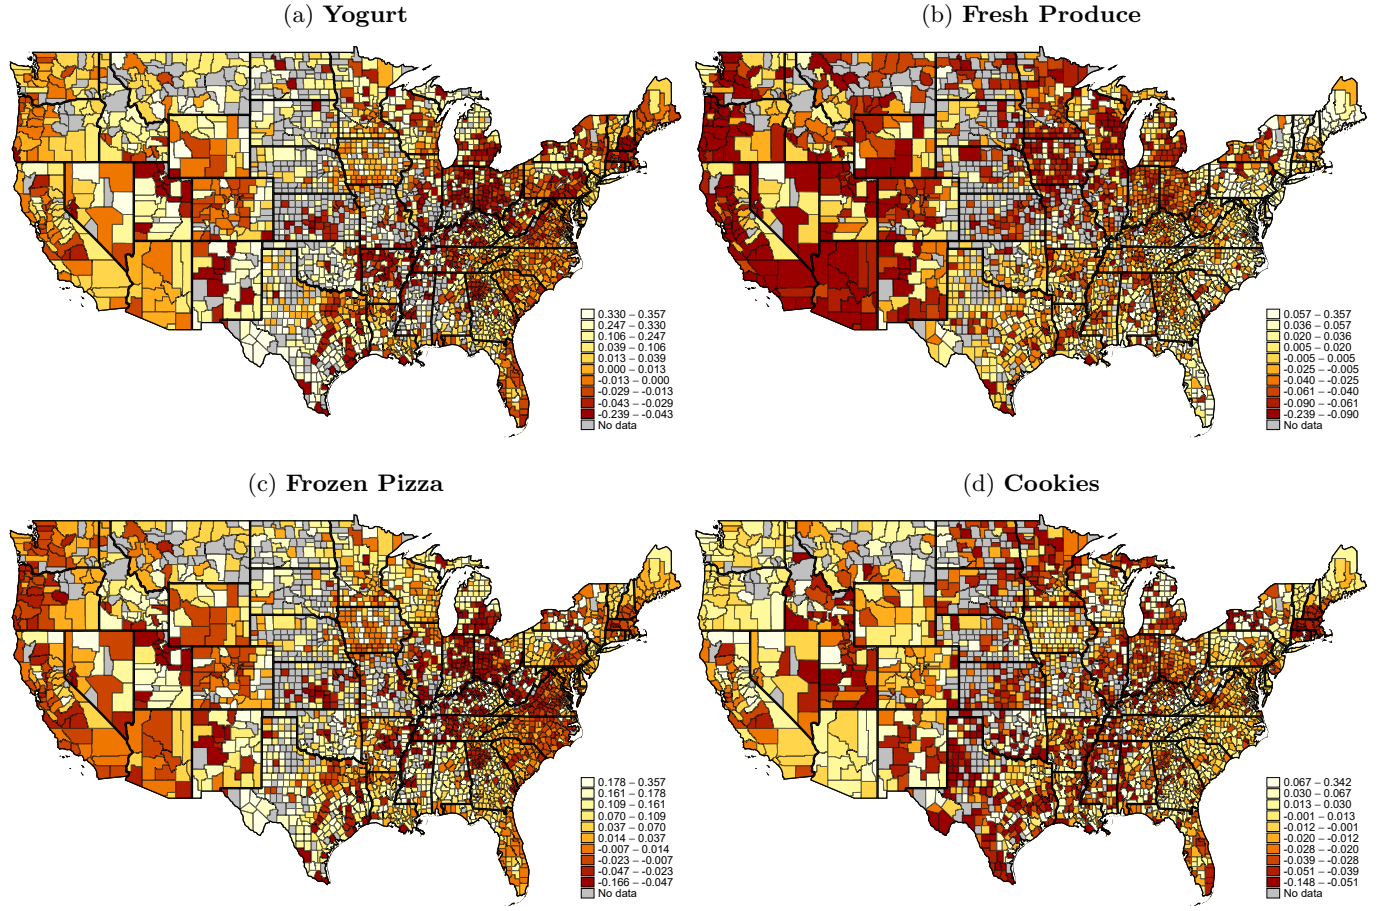 (a) Yogurt
(b) Fresh Produce
0.330 – 0.357
0.247 – 0.330
0.106 – 0.247
0.039 – 0.106
0.013 – 0.039
0.000 – 0.013
-0.013 – 0.000
-0.029 – -0.013
-0.043 – -0.029
-0.239 – -0.043
No data
0.057 – 0.357
0.036 – 0.057
0.020 – 0.036
0.005 – 0.020
-0.005 – 0.005
-0.025 – -0.005
-0.040 – -0.025
-0.061 – -0.040
-0.090 – -0.061
-0.239 – -0.090
No data
(c) Frozen Pizza
(d) Cookies
0.178 – 0.357
0.161 – 0.178
0.109 – 0.161
0.070 – 0.109
0.037 – 0.070
0.014 – 0.037
-0.007 – 0.014
-0.023 – -0.007
-0.047 – -0.023
-0.166 – -0.047
No data
0.067 – 0.342
0.030 – 0.067
0.013 – 0.030
-0.001 – 0.013
-0.012 – -0.001
-0.020 – -0.012
-0.028 – -0.020
-0.039 – -0.028
-0.051 – -0.039
-0.148 – -0.051
No data